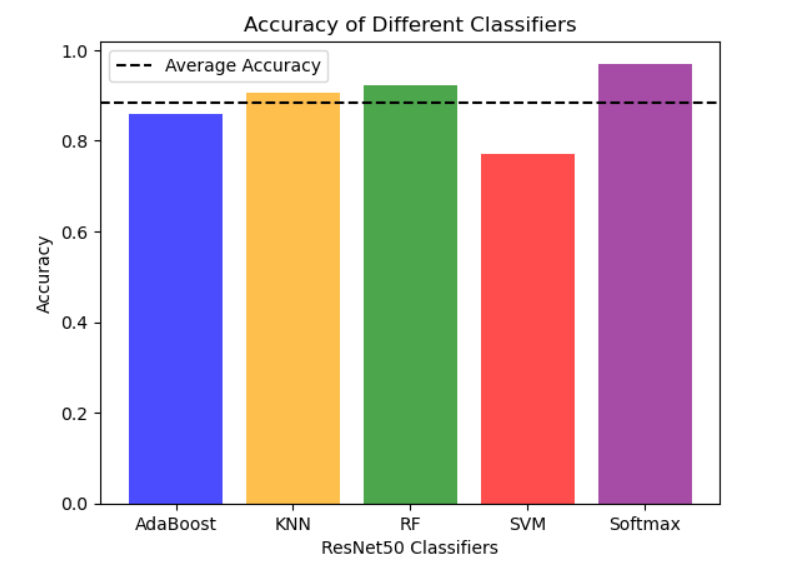 Accuracy of Different Classifiers
Average Accuracy
1.0
0.8
0.6
0.4
0.2
0.0
Accuracy
AdaBoost KNN RF SVM Softmax
ResNet50 Classifiers